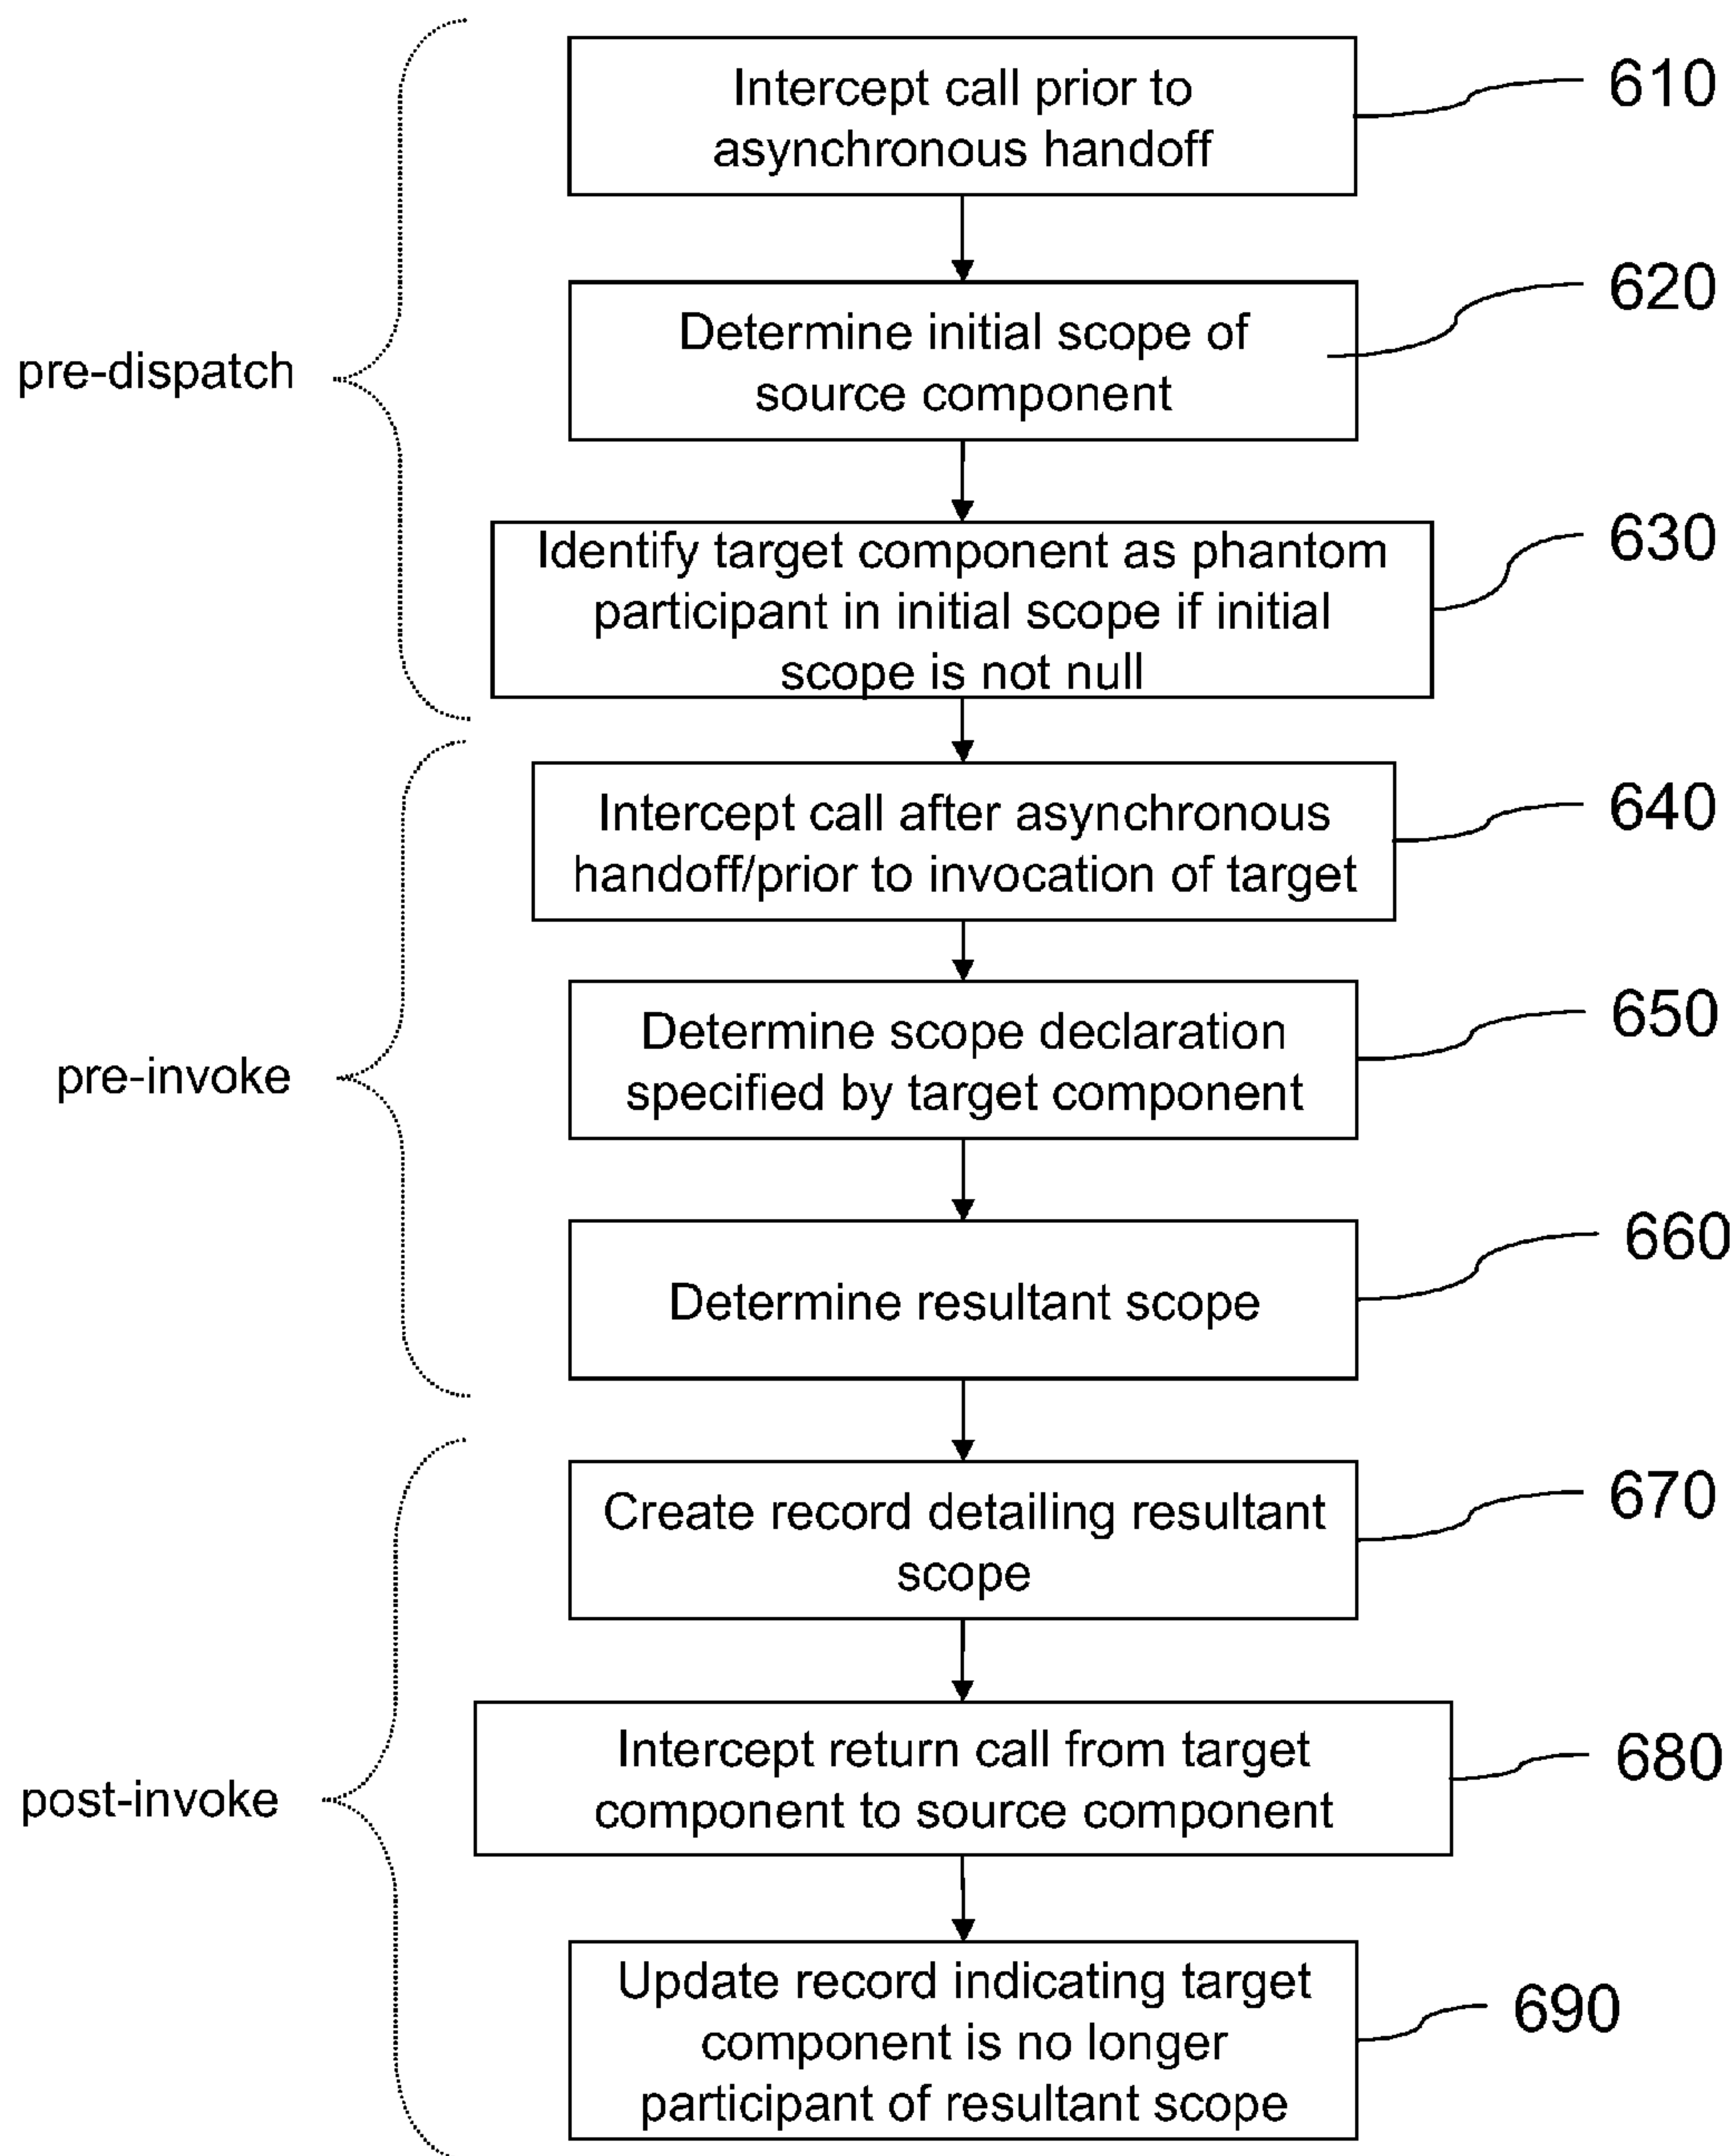 Intercept call prior to
asynchronous handoff
610
Determine initial scope of
source component
620
pre-dispatch
Identify target component as phantom
participant in initial scope if initial
scope is not null
630
Intercept call after asynchronous
handoff/prior to invocation of target
640
Determine scope declaration
specified by target component
650
pre-invoke
Determine resultant scope
660
Create record detailing resultant
scope
670
Intercept return call from target
component to source component
680
post-invoke
Update record indicating target
component is no longer
participant of resultant scope
690